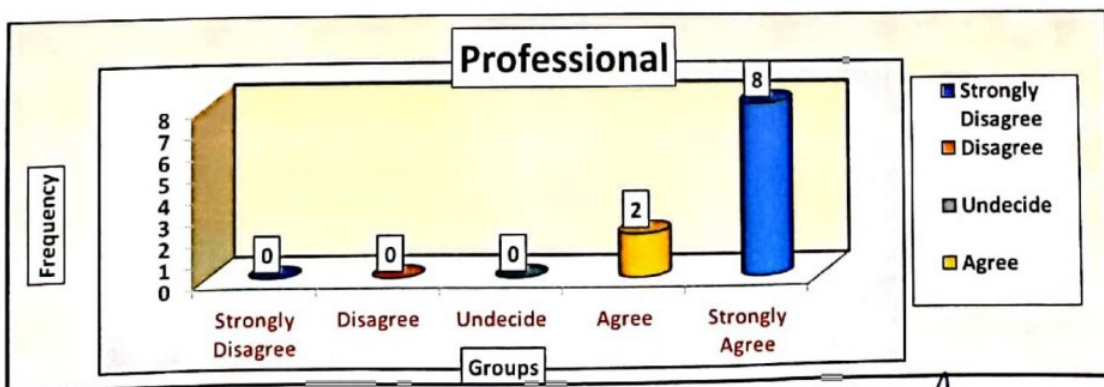 Professional
Frequency
8
7
6
5
4
3
2
1
0
0
0
0
2
8
Strongly
Disagree
Disagree
Undecide
Agree
Strongly
Agree
Groups
Strongly
Disagree
Disagree
Undecide
Agree